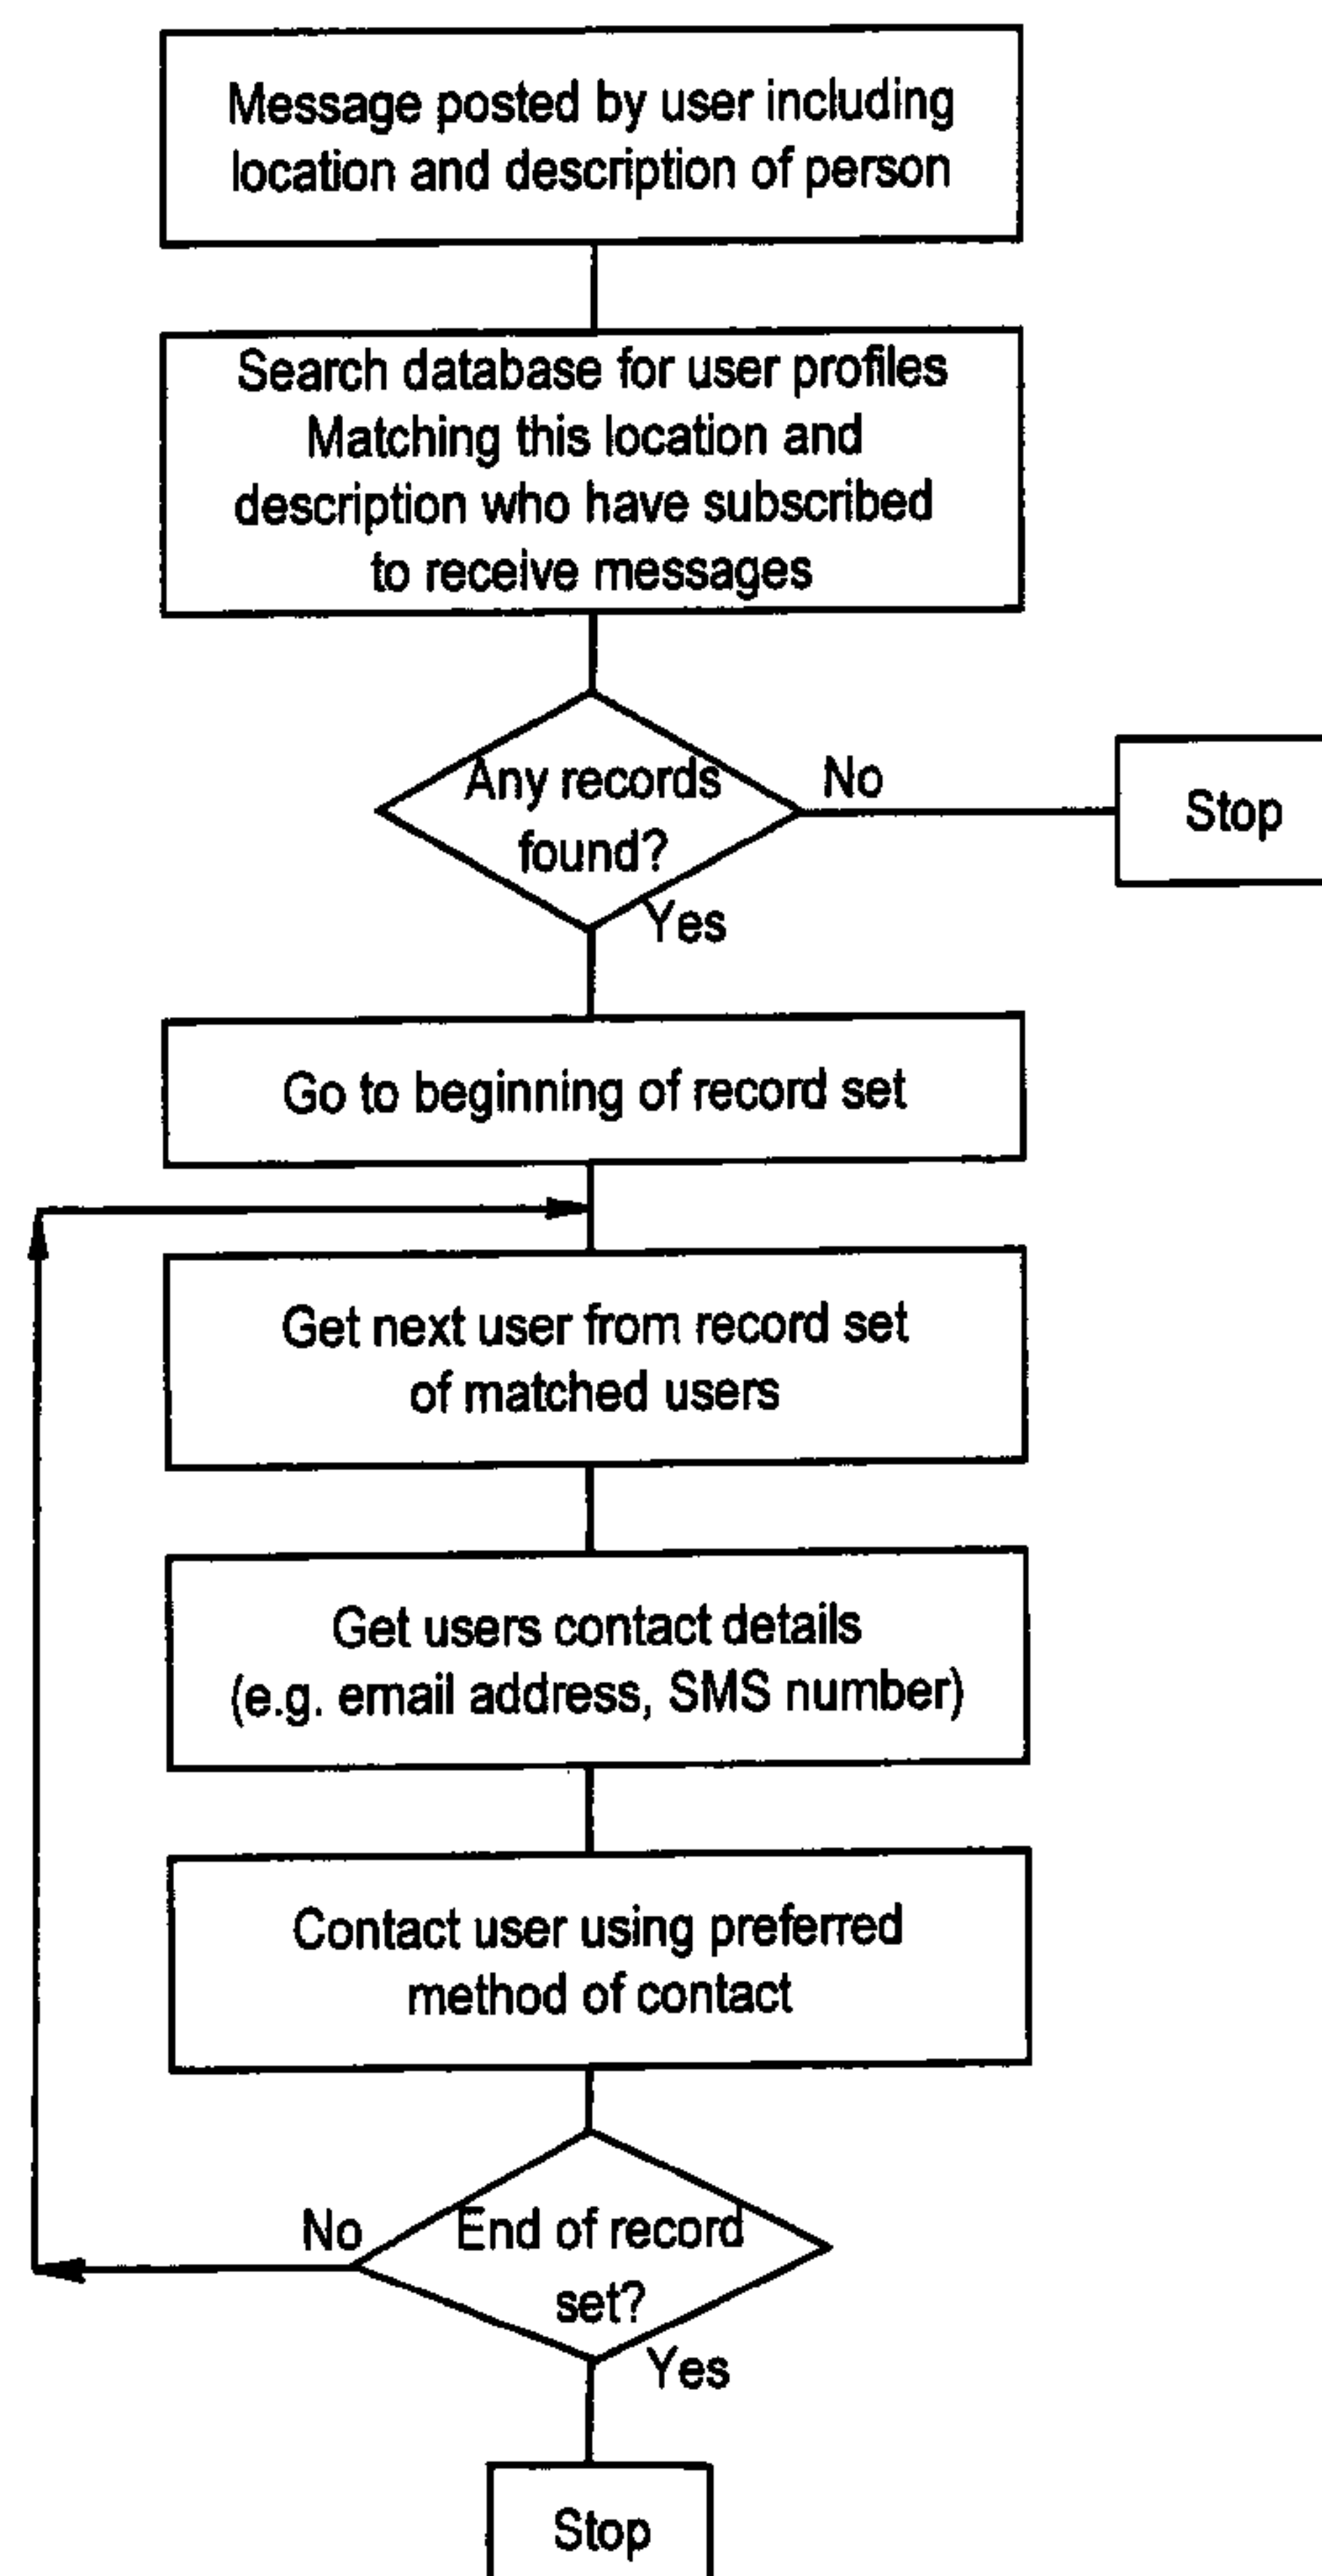 Message posted by user including
location and description of person
Search database for user profiles
Matching this location and
description who have subscribed
to receive messages
Any records
found?
No
Stop
Yes
Go to beginning of record set
Get next user from record set
of matched users
Get users contact details
(e.g. email address, SMS number)
Contact user using preferred
method of contact
No
End of record
set?
Yes
Stop